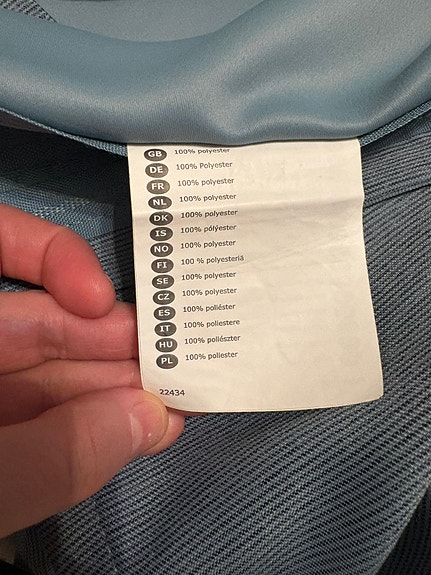 GB 100% polyester
DE 100% Polyester
FR 100% polyester
NL 100% polyester
DK 100% polyester
IS 100% pólýester
NO 100% polyester
FI 100 % polyesteriä
SE 100% polyester
CZ 100% polyester
ES 100% poliéster
IT 100% poliestere
HU 100% poliészter
PL 100% poliester
22434